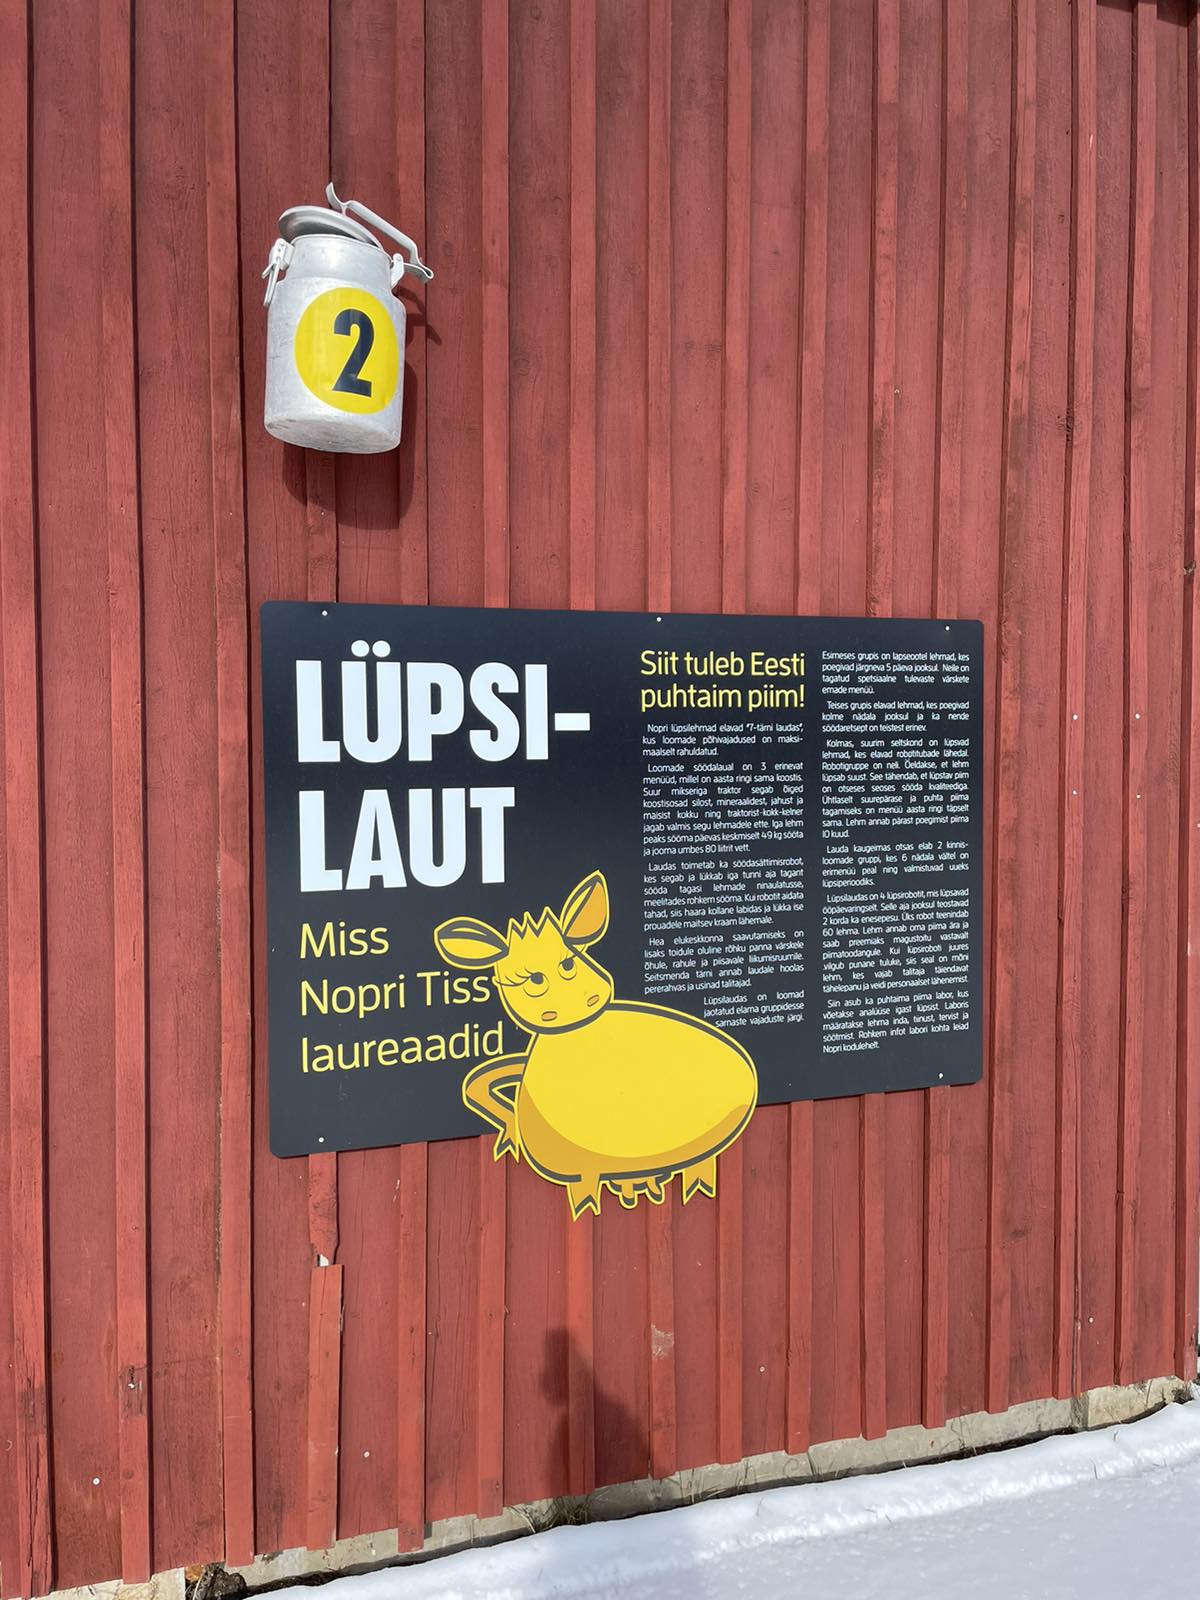 2
LÜPSI-
LAUT
Miss
Nopri Tiss
laureaadid
Siit tuleb Eesti
puhtaim piim!
Nopri lüpsilehmad elavad "7-tärni laudas",
kus loomade põhivajadused on maksi-
maalselt rahuldatud.
Loomade söödalaual on 3 erinevat
menüüd, millel on aasta ringi sama koostis.
Suur mikseriga traktor segab õiged
koostisosad silost, mineraalidest, jahust ja
maisist kokku ning traktorist-kokk-kelner
jagab valmis segu lehmadele ette. Iga lehm
peaks sööma päevas keskmiselt 49 kg sööta
ja jooma umbes 80 liitrit vett.
Laudas toimetab ka söödasättimisrobot,
kes segab ja lükkab iga tunni aja tagant
sööda tagasi lehmade ninaulatusse,
meelitades rohkem sööma. Kui robotit aidata
tahad, siis haara kollane labidas ja lükka ise
prouadele maitsev kraam lähemale.
Hea elukeskkonna saavutamiseks on
lisaks toidule oluline rõhku panna värskele
õhule, rahule ja piisavale liikumisruumile.
Seitsmenda tärni annab laudale hoolas
pererahvas ja usinad talitajad.
Lüpsilaudas on loomad
jaotatud elama gruppidesse
sarnaste vajaduste järgi.
Esimeses grupis on lapseootel lehmad, kes
poegivad järgneva 5 päeva jooksul. Neile on
tagatud spetsiaalne tulevaste värskete
emade menüü.
Teises grupis elavad lehmad, kes poegivad
kolme nädala jooksul ja ka nende
söödaretsept on teistest erinev.
Kolmas, suurim seltskond on lüpsvad
lehmad, kes elavad robotitubade lähedal.
Robotigruppe on neli. Öeldakse, et lehm
lüpsab suust. See tähendab, et lüpstav piim
on otseses seoses sööda kvaliteediga.
Ühtlaselt suurepärase ja puhta piima
tagamiseks on menüü aasta ringi täpselt
sama. Lehm annab pärast poegimist piima
10 kuud.
Lauda kaugeimas otsas elab 2 kinnis-
loomade gruppi, kes 6 nädala vältel on
erimenüü peal ning valmistuvad uueks
lüpsiperioodiks.
Lüpsilaudas on 4 lüpsirobotit, mis lüpsavad
ööpäevaringselt. Selle aja jooksul teostavad
2 korda ka enesepesu. Üks robot teenindab
60 lehma. Lehm annab oma piima ära ja
saab preemiaks magustoitu vastavalt
piimatoodangule. Kui lüpsiroboti juures
vilgub punane tuluke, siis seal on mõni
lehm, kes vajab talitaja täiendavat
tähelepanu ja veidi personaalset lähenemist.
Siin asub ka puhtaima piima labor, kus
võetakse analüüse igast lüpsist. Laboris
määratakse lehma inda, tiinust, tervist ja
söötmist. Rohkem infot labori kohta leiad
Nopri kodulehelt.